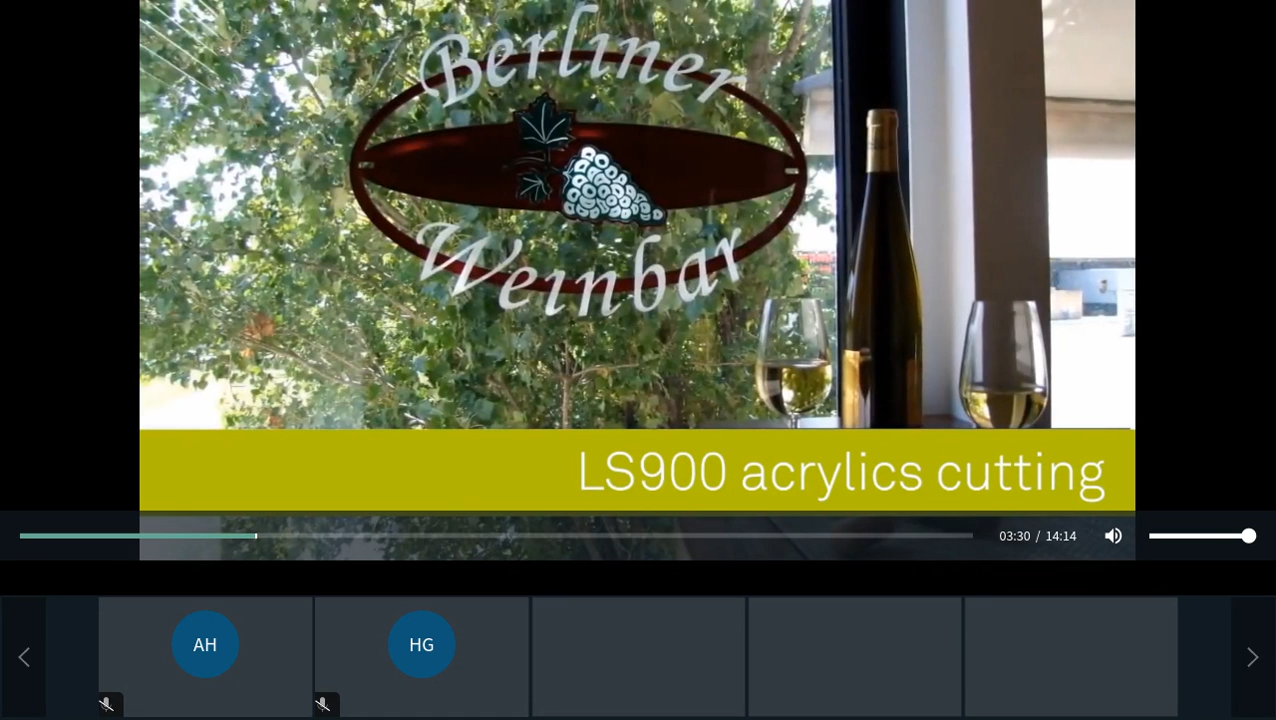 Berliner
Weinbar
LS900 acrylics cutting
03:30 / 14:14
AH
HG